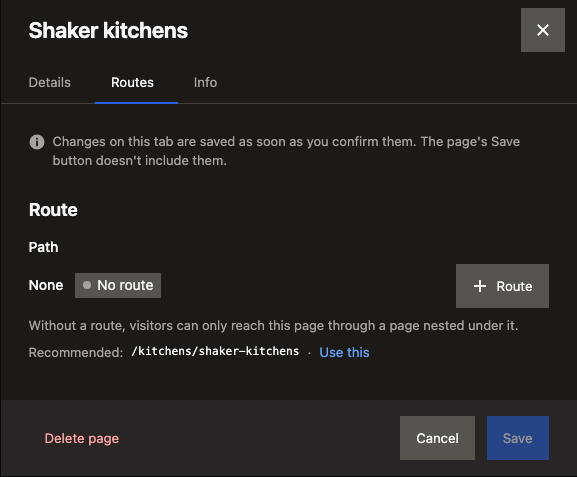 Shaker kitchens
Details Routes Info
Changes on this tab are saved as soon as you confirm them. The page's Save
button doesn't include them.
Route
Path
None No route + Route
Without a route, visitors can only reach this page through a page nested under it.
Recommended: /kitchens/shaker-kitchens · Use this
Delete page Cancel Save